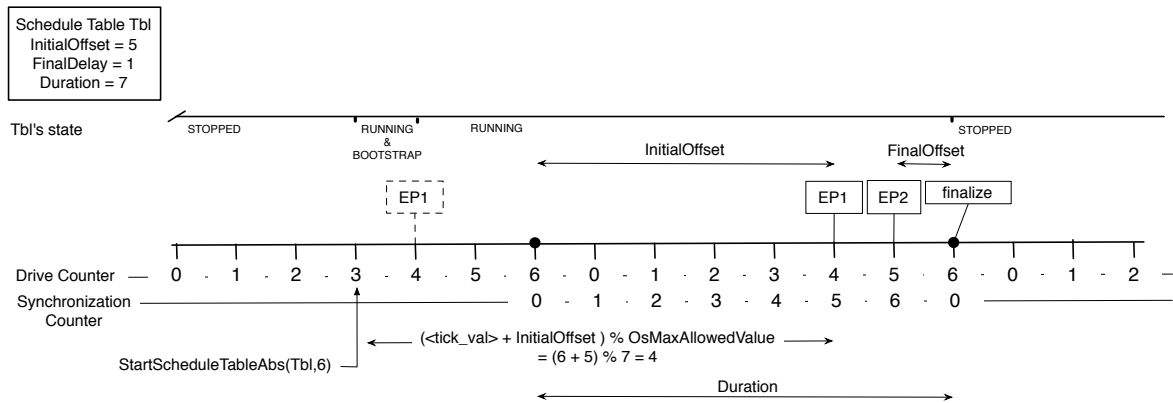 Schedule Table Tbl
InitialOffset = 5
FinalDelay = 1
Duration = 7
Tbl's state
STOPPED
RUNNING
&
BOOTSTRAP
RUNNING
STOPPED
InitialOffset
FinalOffset
EP1
EP1
EP2
finalize
Drive Counter 0 - 1 - 2 - 3 - 4 - 5 - 6 - 0 - 1 - 2 - 3 - 4 - 5 - 6 - 0 - 1 - 2
Synchronization
Counter
0 - 1 - 2 - 3 - 4 - 5 - 6 - 0
(<tick_val> + InitialOffset ) % OsMaxAllowedValue
= (6 + 5) % 7 = 4
StartScheduleTableAbs(Tbl,6)
Duration